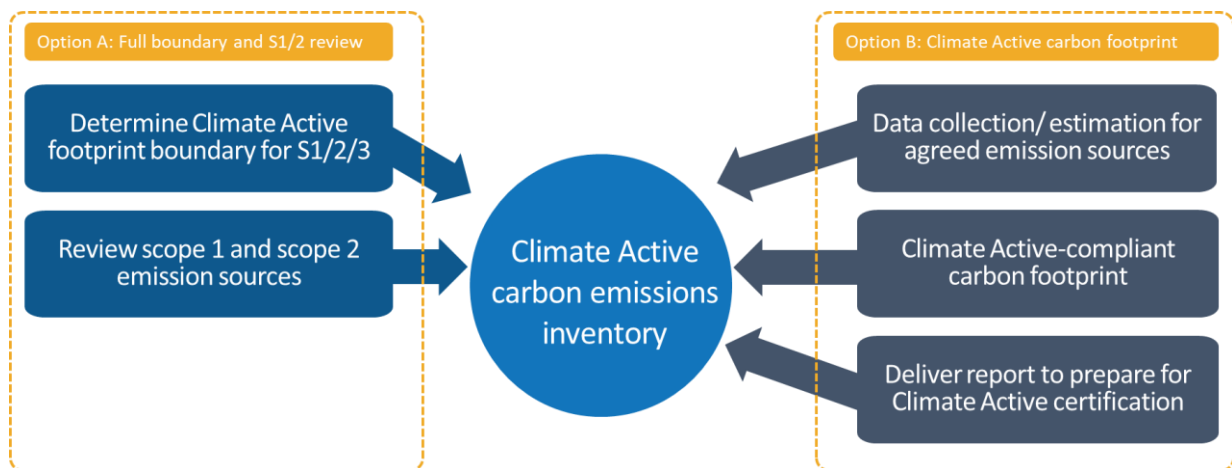 Option A: Full boundary and S1/2 review
Determine Climate Active
footprint boundary for S1/2/3
Review scope 1 and scope 2
emission sources
Climate Active
carbon emissions
inventory
Option B: Climate Active carbon footprint
Data collection/ estimation for
agreed emission sources
Climate Active-compliant
carbon footprint
Deliver report to prepare for
Climate Active certification